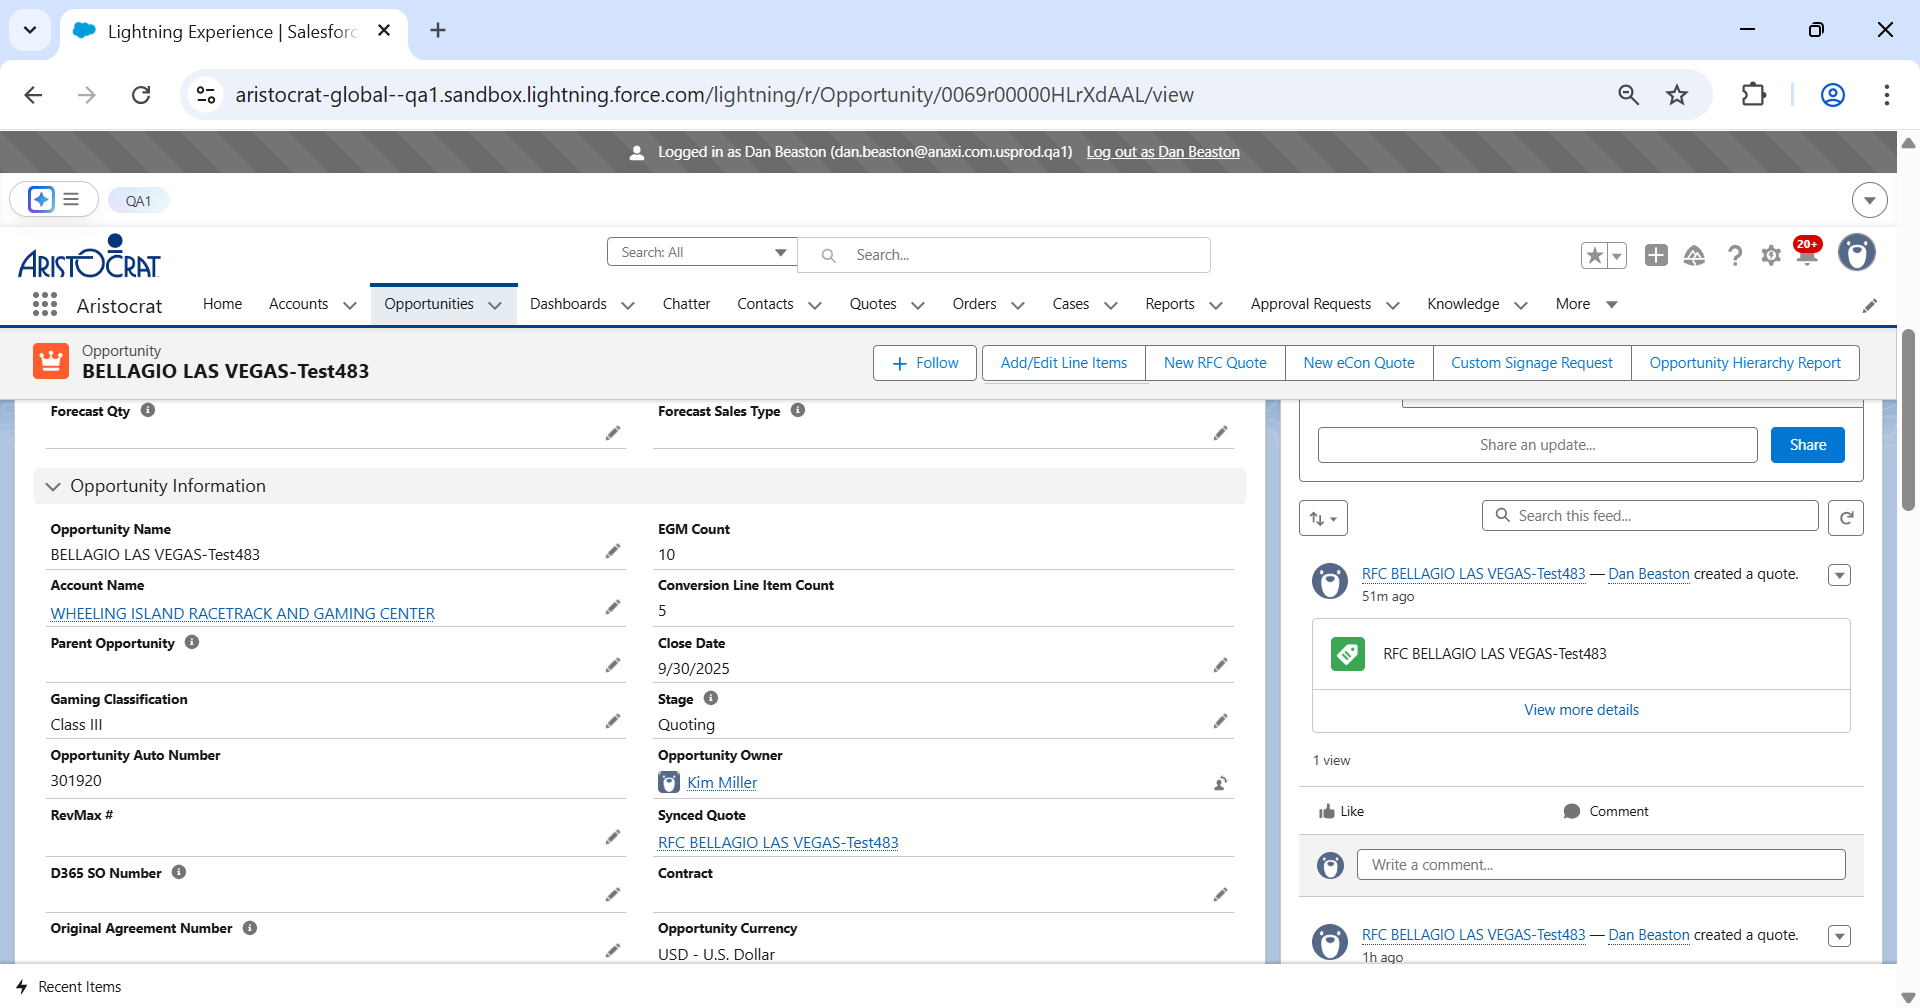 Lightning Experience | Salesforc
aristocrat-global--qa1.sandbox.lightning.force.com/lightning/r/Opportunity/0069r00000HLrXdAAL/view
Logged in as Dan Beaston (dan.beaston@anaxi.com.usprod.qa1) Log out as Dan Beaston
QA1
ARISTOCRAT
Search: All
Search...
20+
Aristocrat
Home
Accounts
Opportunities
Dashboards
Chatter
Contacts
Quotes
Orders
Cases
Reports
Approval Requests
Knowledge
More
Opportunity
BELLAGIO LAS VEGAS-Test483
Follow
Add/Edit Line Items
New RFC Quote
New eCon Quote
Custom Signage Request
Opportunity Hierarchy Report
Forecast Qty
Forecast Sales Type
Opportunity Information
Opportunity Name
BELLAGIO LAS VEGAS-Test483
EGM Count
10
Account Name
WHEELING ISLAND RACETRACK AND GAMING CENTER
Conversion Line Item Count
5
Parent Opportunity
Close Date
9/30/2025
Gaming Classification
Class III
Stage
Quoting
Opportunity Auto Number
301920
Opportunity Owner
Kim Miller
RevMax #
Synced Quote
RFC BELLAGIO LAS VEGAS-Test483
D365 SO Number
Contract
Original Agreement Number
Opportunity Currency
USD - U.S. Dollar
Share an update...
Share
Search this feed...
RFC BELLAGIO LAS VEGAS-Test483 — Dan Beaston created a quote.
51m ago
RFC BELLAGIO LAS VEGAS-Test483
View more details
1 view
Like
Comment
Write a comment...
RFC BELLAGIO LAS VEGAS-Test483 — Dan Beaston created a quote.
1h ago
Recent Items